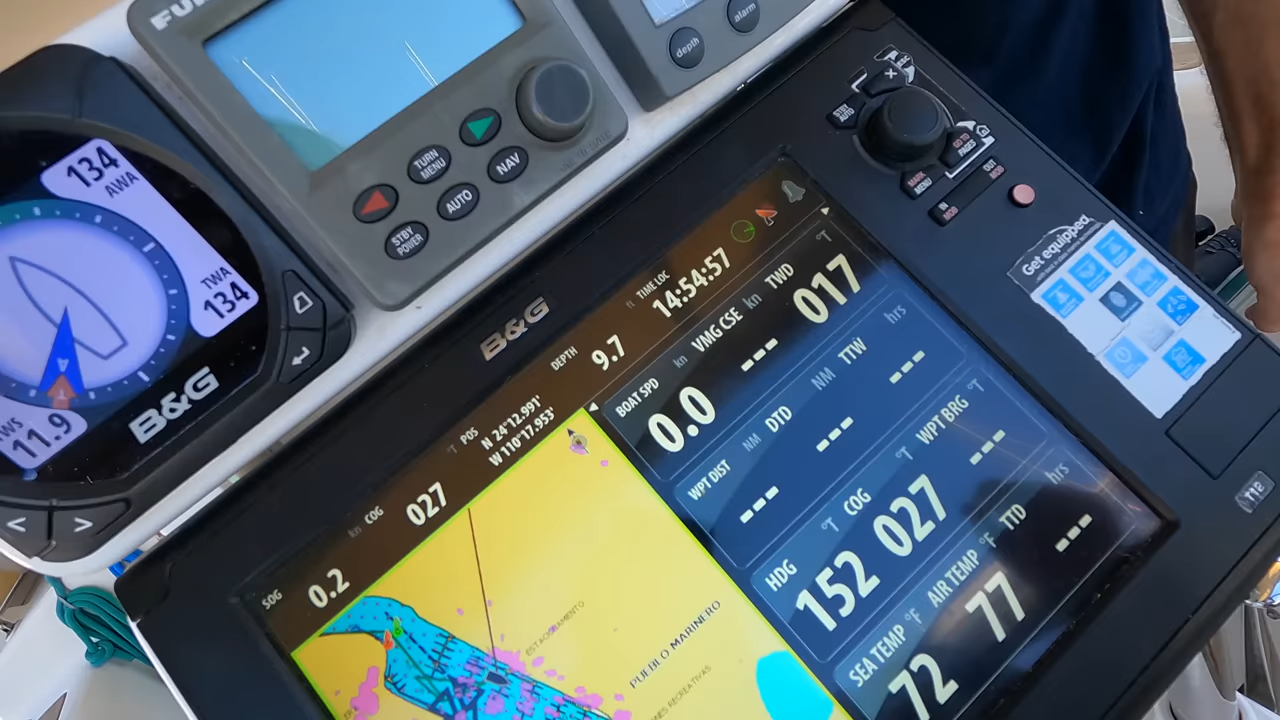 134
AWA
TWA
134
11.9
B&G
<
>
TURN
MENU
NAV
AUTO
STBY
POWER
depth
alarm
B&G
SOG
kn
0.2
COG
°T
027
POS
N 24°12.991'
W 110°17.953'
DEPTH
ft
9.7
TIME LOC
14:54:57
BOAT SPD
kn
0.0
VMG CSE
kn
---
TWD
°T
017
WPT DIST
NM
---
DTD
NM
---
TTW
hrs
---
HDG
°T
152
COG
°T
027
WPT BRG
°T
---
SEA TEMP
°F
72
AIR TEMP
°F
77
TTD
hrs
---
PUEBLO MARINERO
STBY
AUTO
X
GO TO
PAGES
MARK
MENU
IN
MOB
OUT
MOB
Get equipped.
T12